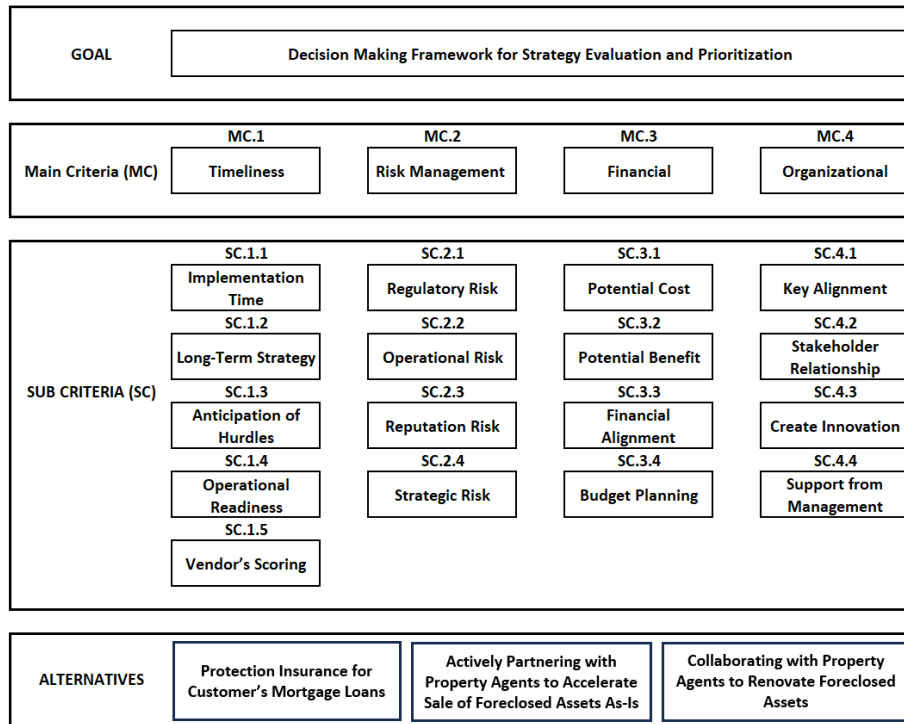 GOAL
Decision Making Framework for Strategy Evaluation and Prioritization
MC.1 MC.2 MC.3 MC.4
Main Criteria (MC)
Timeliness
Risk Management
Financial
Organizational
SUB CRITERIA (SC)
SC.1.1 SC.2.1 SC.3.1 SC.4.1
Implementation
Time
Regulatory Risk
Potential Cost
Key Alignment
SC.1.2 SC.2.2 SC.3.2 SC.4.2
Long-Term Strategy
Operational Risk
Potential Benefit
Stakeholder
Relationship
SC.1.3 SC.2.3 SC.3.3 SC.4.3
Anticipation of
Hurdles
Reputation Risk
Financial
Alignment
Create Innovation
SC.1.4 SC.2.4 SC.3.4 SC.4.4
Operational
Readiness
Strategic Risk
Budget Planning
Support from
Management
SC.1.5
Vendor’s Scoring
ALTERNATIVES
Protection Insurance for
Customer’s Mortgage Loans
Actively Partnering with
Property Agents to Accelerate
Sale of Foreclosed Assets As-Is
Collaborating with Property
Agents to Renovate Foreclosed
Assets